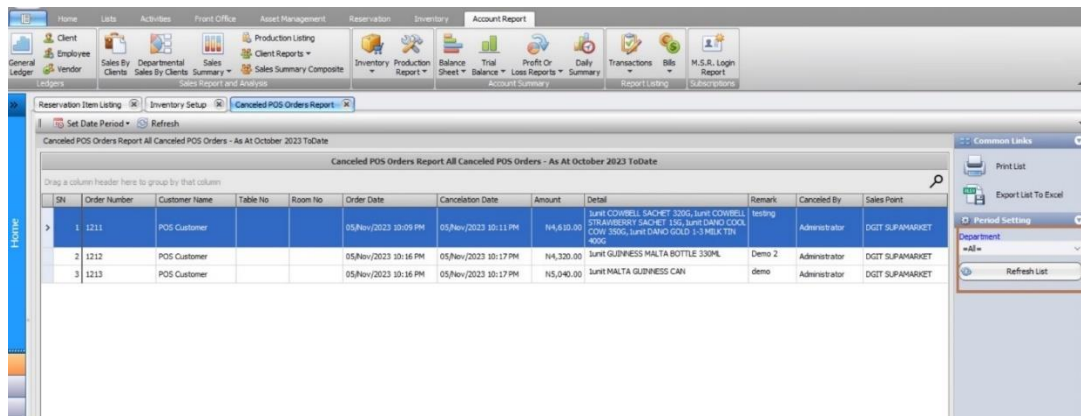 Home Lists Activities Front Office Asset Management Reservation Inventory Account Report
General Ledger
Client
Employee
Vendor
Ledgers
Sales By Clients
Departmental Sales By Clients
Sales Summary
Production Listing
Client Reports
Sales Summary Composite
Sales Report and Analysis
Inventory
Production Report
Balance Sheet
Trial Balance
Profit Or Loss Reports
Daily Summary
Account Summary
Transactions
Bills
Report Listing
M.S.R. Login Report
Subscriptions
Reservation Item Listing Inventory Setup Canceled POS Orders Report
Set Date Period Refresh
Canceled POS Orders Report All Canceled POS Orders - As At October 2023 ToDate
Canceled POS Orders Report All Canceled POS Orders - As At October 2023 ToDate
Drag a column header here to group by that column
SN Order Number Customer Name Table No Room No Order Date Cancelation Date Amount Detail Remark Canceled By Sales Point
1 1211 POS Customer 05/Nov/2023 10:09 PM 05/Nov/2023 10:11 PM N4,610.00 1unit COWBELL SACHET 320G, 1unit COWBELL STRAWBERRY SACHET 15G, 1unit DANO COOL COW 350G, 1unit DANO GOLD 1-3 MILK TIN 400G testing Administrator DGIT SUPAMARKET
2 1212 POS Customer 05/Nov/2023 10:16 PM 05/Nov/2023 10:17 PM N4,320.00 1unit GUINNESS MALTA BOTTLE 330ML Demo 2 Administrator DGIT SUPAMARKET
3 1213 POS Customer 05/Nov/2023 10:16 PM 05/Nov/2023 10:17 PM N5,040.00 1unit MALTA GUINNESS CAN demo Administrator DGIT SUPAMARKET
Common Links
Print List
Export List To Excel
Period Setting
Department
=All=
Refresh List
Home